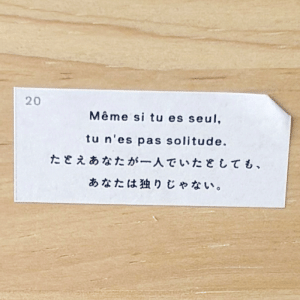 20
Même si tu es seul,
tu n'es pas solitude.
たとえあなたが一人でいたとしても、
あなたは独りじゃない。